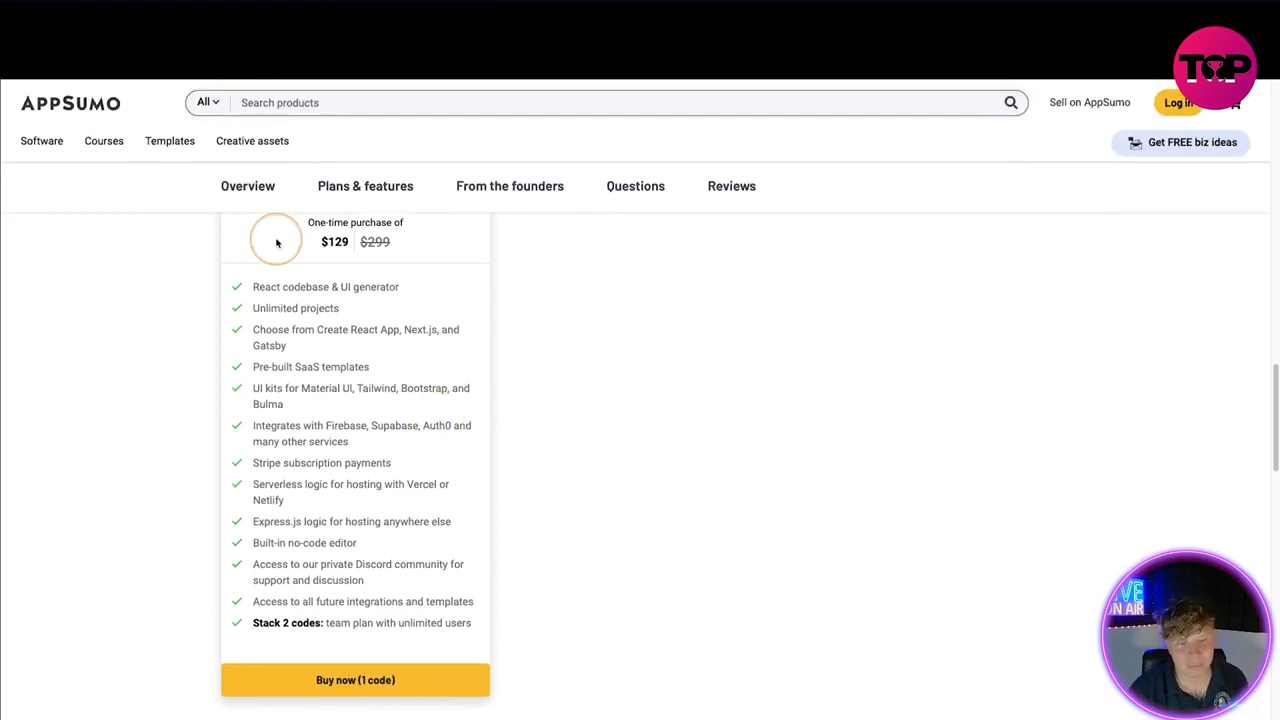 TOP
APPSUMO
All
Search products
Sell on AppSumo
Log in
Software
Courses
Templates
Creative assets
Get FREE biz ideas
Overview
Plans & features
From the founders
Questions
Reviews
One-time purchase of
$129 $299
React codebase & UI generator
Unlimited projects
Choose from Create React App, Next.js, and
Gatsby
Pre-built SaaS templates
UI kits for Material UI, Tailwind, Bootstrap, and
Bulma
Integrates with Firebase, Supabase, Auth0 and
many other services
Stripe subscription payments
Serverless logic for hosting with Vercel or
Netlify
Express.js logic for hosting anywhere else
Built-in no-code editor
Access to our private Discord community for
support and discussion
Access to all future integrations and templates
Stack 2 codes: team plan with unlimited users
Buy now (1 code)
ON AIR